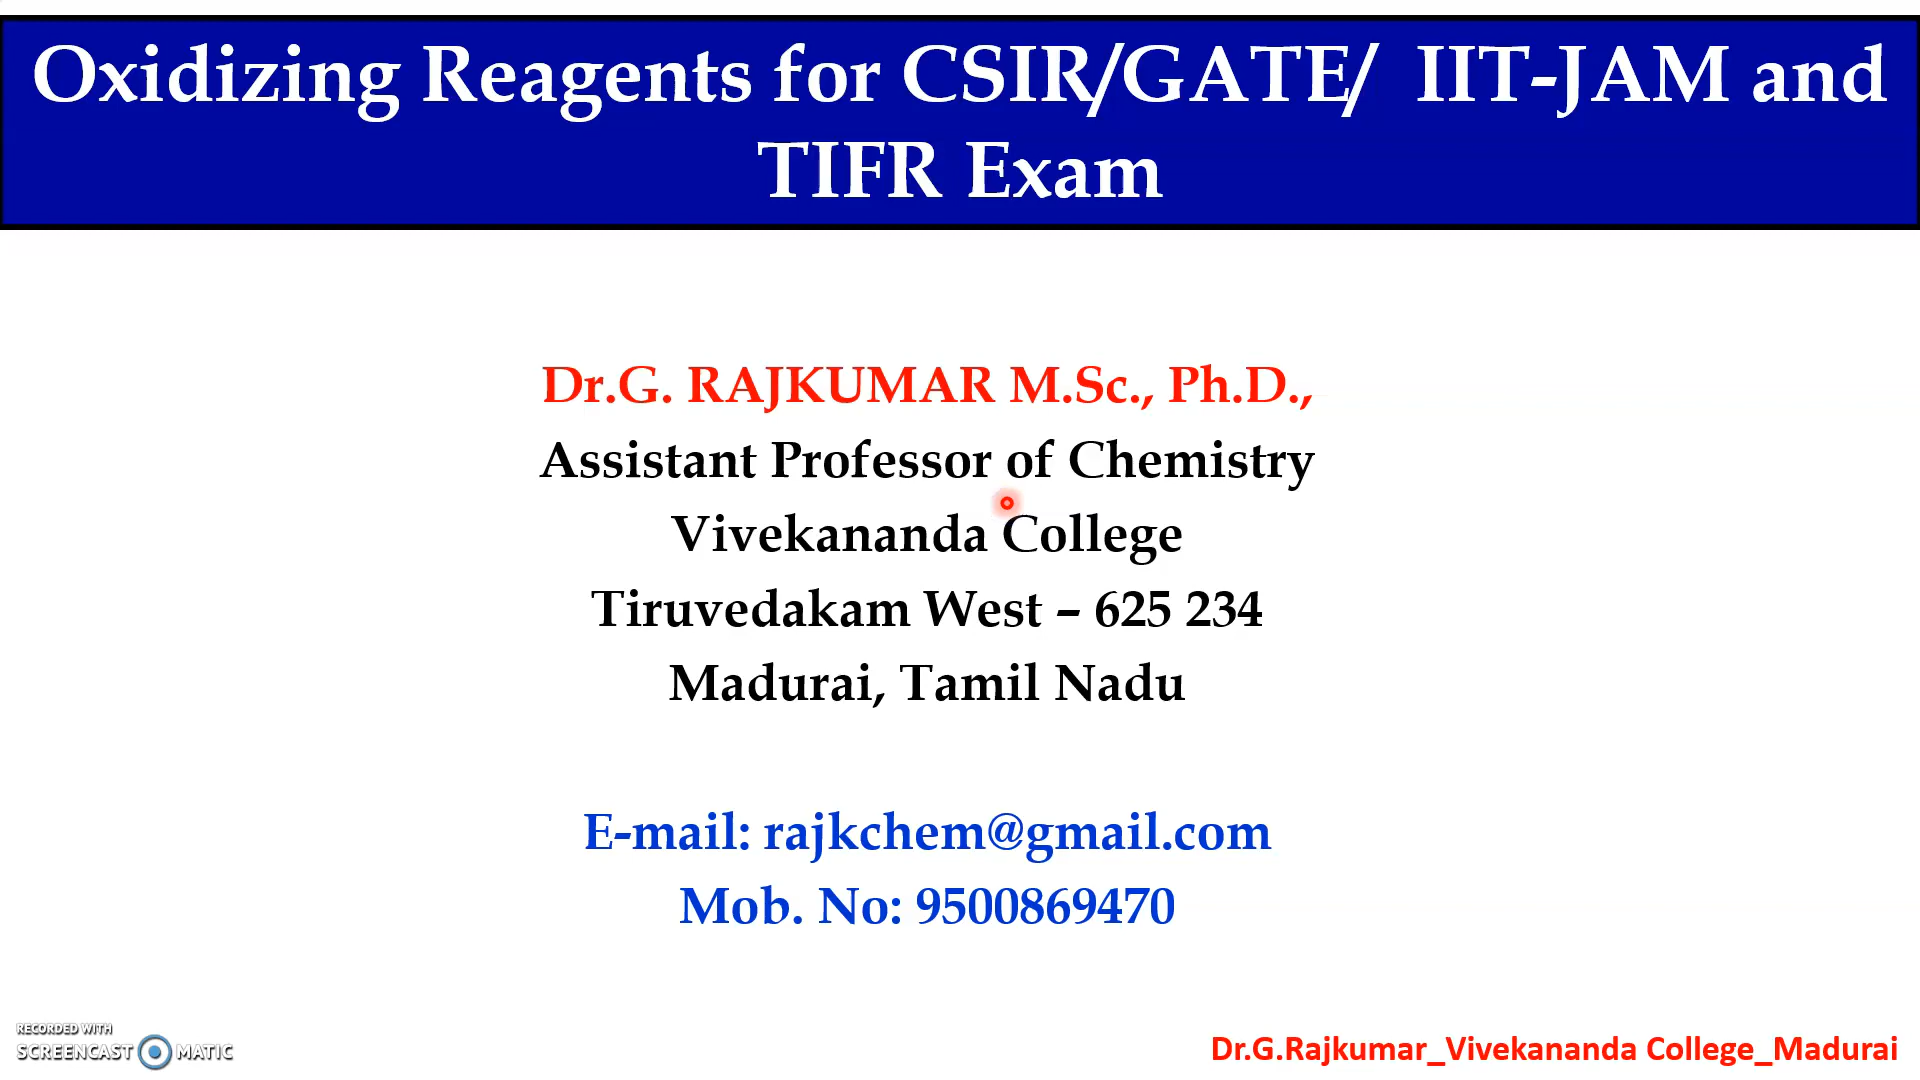 Oxidizing Reagents for CSIR/GATE/ IIT-JAM and
TIFR Exam
Dr.G. RAJKUMAR M.Sc., Ph.D.,
Assistant Professor of Chemistry
Vivekananda College
Tiruvedakam West – 625 234
Madurai, Tamil Nadu
E-mail: rajkchem@gmail.com
Mob. No: 9500869470
RECORDED WITH
SCREENCAST MATIC
Dr.G.Rajkumar_Vivekananda College_Madurai